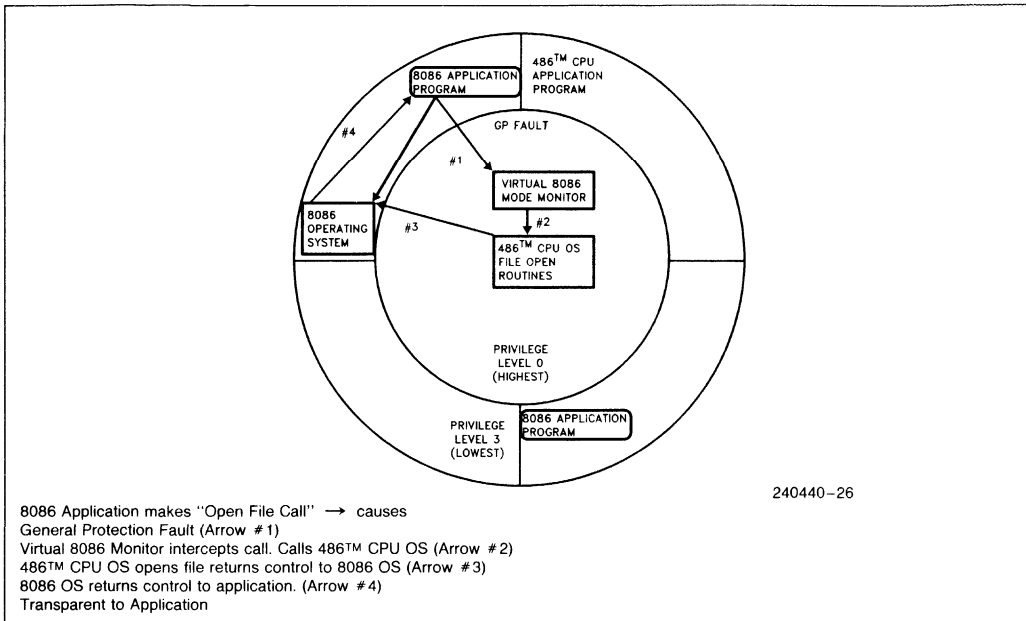 8086 APPLICATION
PROGRAM
486™ CPU
APPLICATION
PROGRAM
GP FAULT
#4
#1
VIRTUAL 8086
MODE MONITOR
8086
OPERATING
SYSTEM
#3
#2
486™ CPU OS
FILE OPEN
ROUTINES
PRIVILEGE
LEVEL 0
(HIGHEST)
PRIVILEGE
LEVEL 3
(LOWEST)
8086 APPLICATION
PROGRAM
240440-26
8086 Application makes "Open File Call" → causes
General Protection Fault (Arrow #1)
Virtual 8086 Monitor intercepts call. Calls 486™ CPU OS (Arrow #2)
486™ CPU OS opens file returns control to 8086 OS (Arrow #3)
8086 OS returns control to application. (Arrow #4)
Transparent to Application